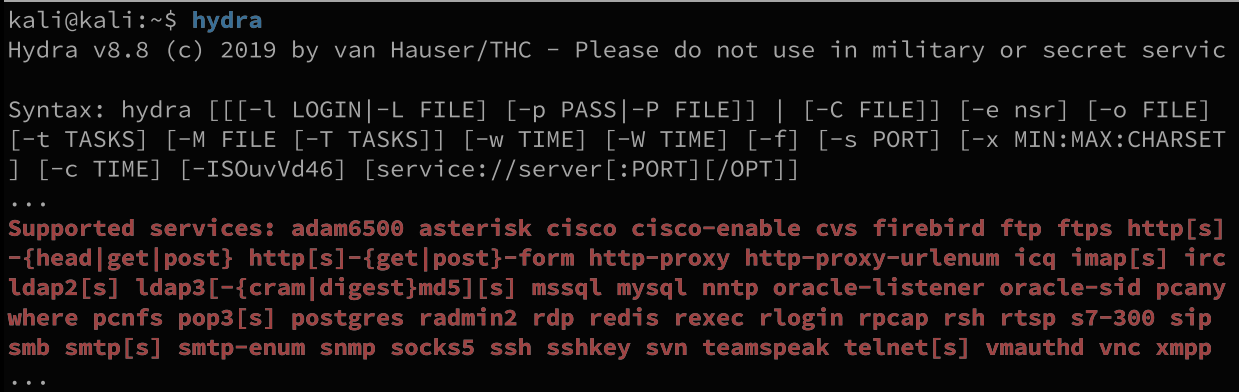 kali@kali:~$ hydra
Hydra v8.8 (c) 2019 by van Hauser/THC - Please do not use in military or secret servic
Syntax: hydra [[[-l LOGIN|-L FILE] [-p PASS|-P FILE]] | [-C FILE]] [-e nsr] [-o FILE]
[-t TASKS] [-M FILE [-T TASKS]] [-w TIME] [-W TIME] [-f] [-s PORT] [-x MIN:MAX:CHARSET
] [-c TIME] [-ISOuvVd46] [service://server[:PORT][/OPT]]
...
Supported services: adam6500 asterisk cisco cisco-enable cvs firebird ftp ftps http[s]
-{head|get|post} http[s]-{get|post}-form http-proxy http-proxy-urlenum icq imap[s] irc
ldap2[s] ldap3[-{cram|digest}md5][s] mssql mysql nntp oracle-listener oracle-sid pcany
where pcnfs pop3[s] postgres radmin2 rdp redis rexec rlogin rpcap rsh rtsp s7-300 sip
smb smtp[s] smtp-enum snmp socks5 ssh sshkey svn teamspeak telnet[s] vmauthd vnc xmpp
...